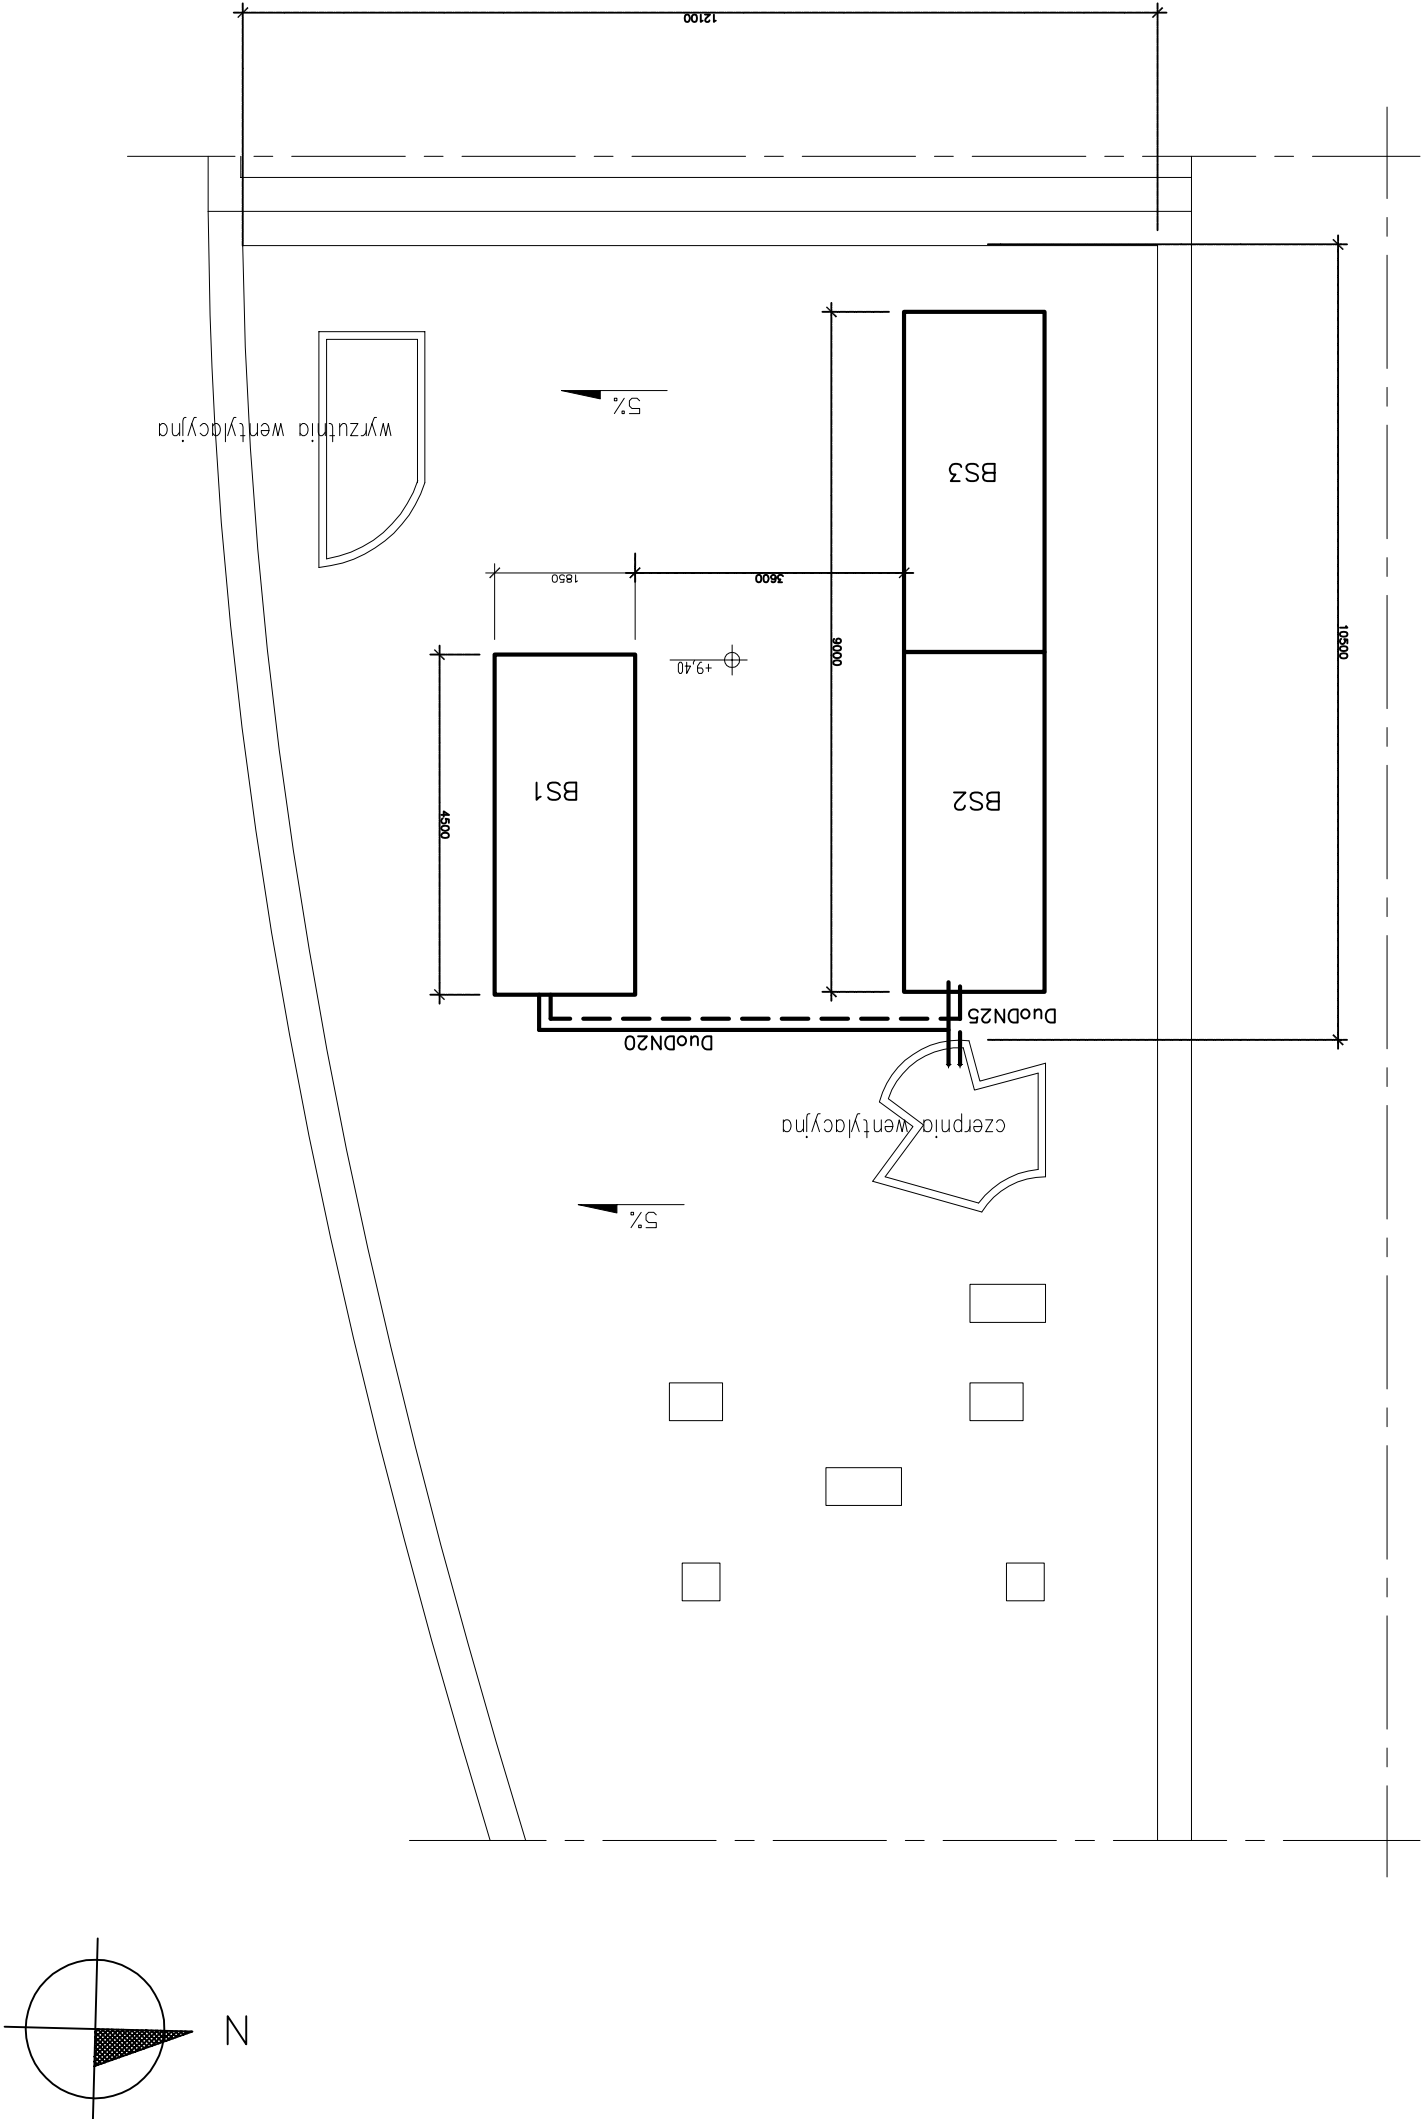 N
5%
5%
czerpnia wentylacyjna
DuoDN20
DuoDN25
4500
BS1
BS2
+9,40
9000
10500
1850
3600
BS3
wyrzutnia wentylacyjna
12100